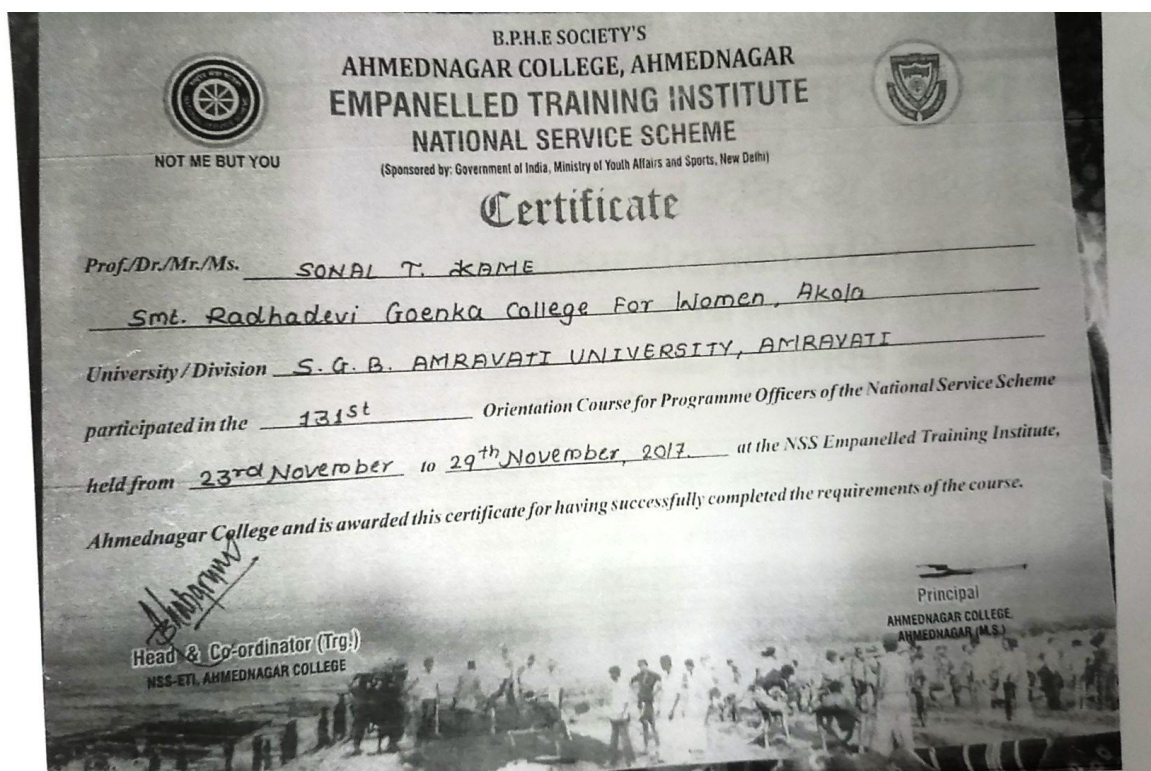 B.P.H.E SOCIETY'S
AHMEDNAGAR COLLEGE, AHMEDNAGAR
EMPANELLED TRAINING INSTITUTE
NATIONAL SERVICE SCHEME
(Sponsored by: Government of India, Ministry of Youth Affairs and Sports, New Delhi)
NOT ME BUT YOU
Certificate
Prof./Dr./Mr./Ms. SONAL T. KAME
Smt. Radhadevi Goenka College For Women, Akola
University/Division S. G. B. AMRAVATI UNIVERSITY, AMRAVATI
participated in the 131st Orientation Course for Programme Officers of the National Service Scheme
held from 23rd November to 29th November, 2017. at the NSS Empanelled Training Institute,
Ahmednagar College and is awarded this certificate for having successfully completed the requirements of the course.
Head & Co-ordinator (Trg.)
NSS-ETI, AHMEDNAGAR COLLEGE
Principal
AHMEDNAGAR COLLEGE,
AHMEDNAGAR (M.S.)